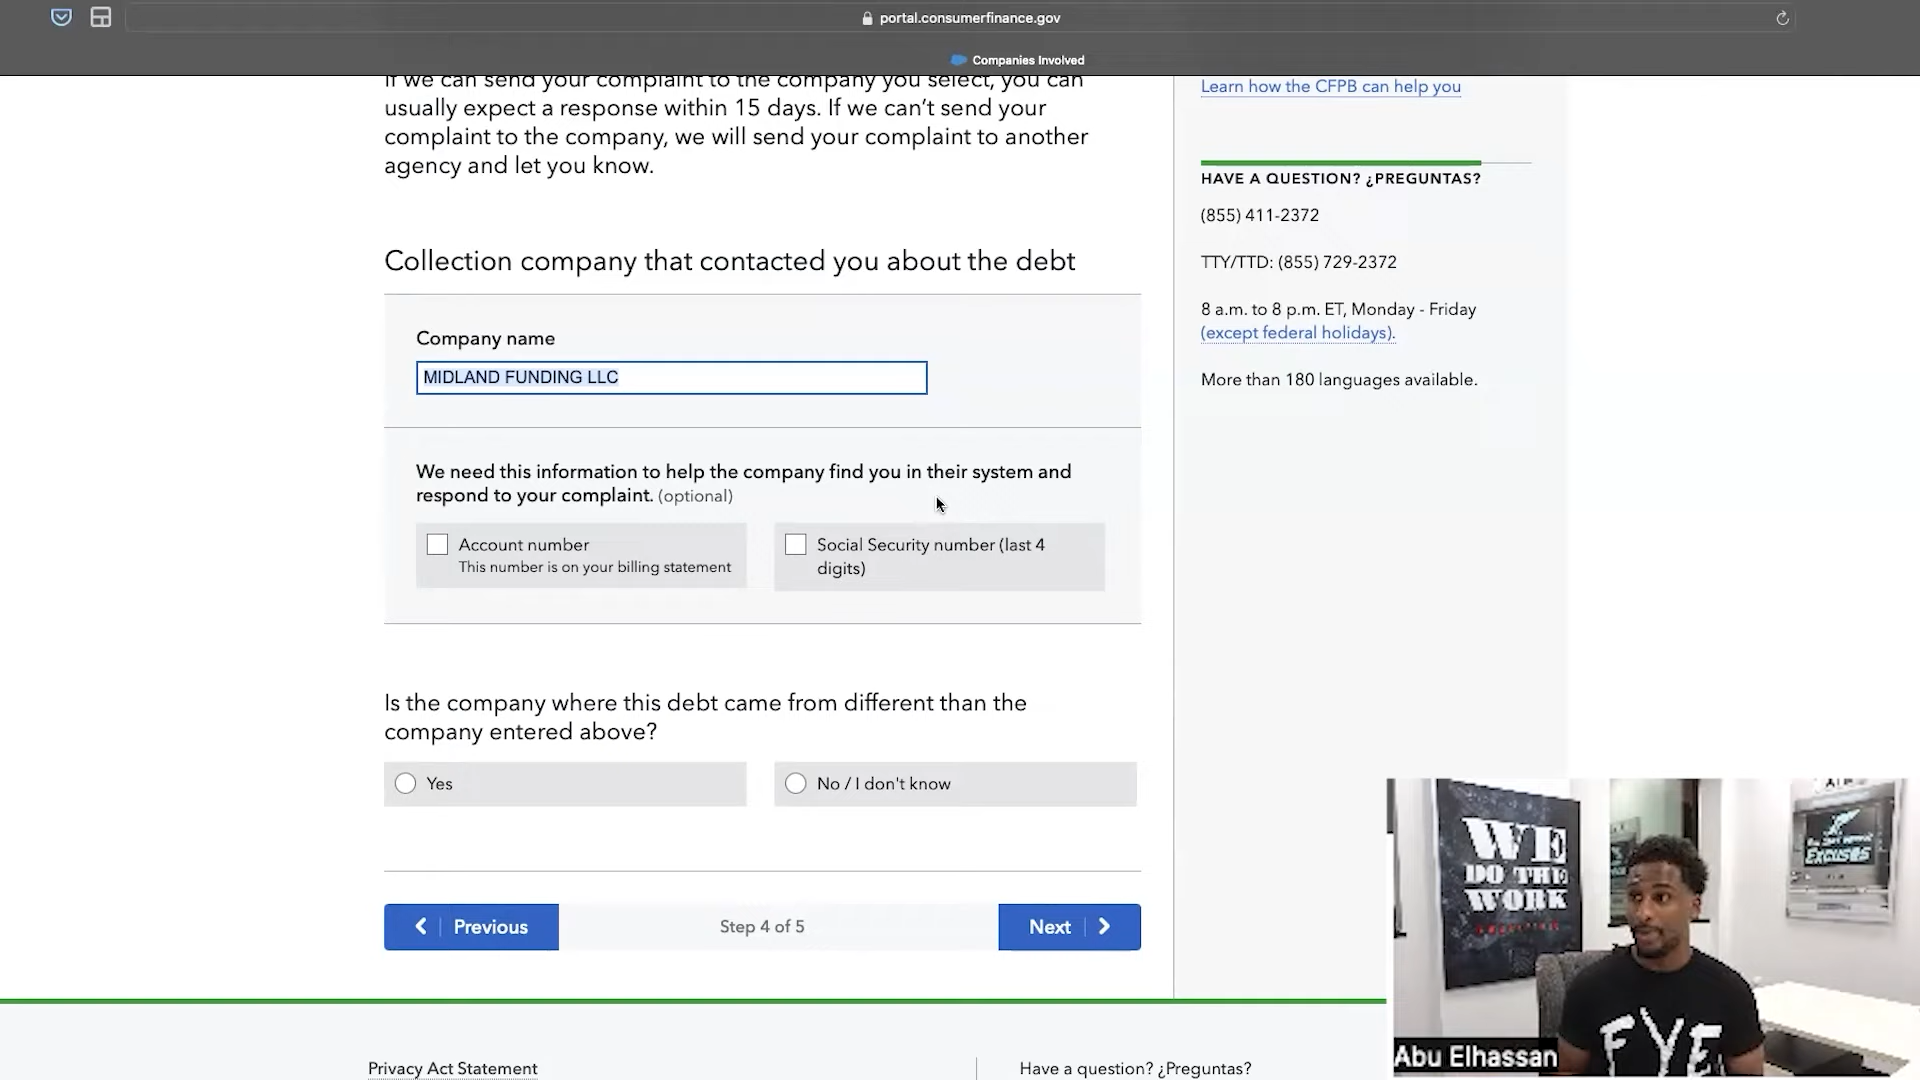 portal.consumerfinance.gov
Companies Involved
If we can send your complaint to the company you select, you can
usually expect a response within 15 days. If we can’t send your
complaint to the company, we will send your complaint to another
agency and let you know.
Learn how the CFPB can help you
HAVE A QUESTION? ¿PREGUNTAS?
(855) 411-2372
TTY/TTD: (855) 729-2372
8 a.m. to 8 p.m. ET, Monday - Friday
(except federal holidays).
More than 180 languages available.
Collection company that contacted you about the debt
Company name
MIDLAND FUNDING LLC
We need this information to help the company find you in their system and
respond to your complaint. (optional)
Account number
This number is on your billing statement
Social Security number (last 4
digits)
Is the company where this debt came from different than the
company entered above?
Yes
No / I don't know
Previous
Step 4 of 5
Next
Privacy Act Statement
Have a question? ¿Preguntas?
WE
DO THE
WORK
EXCUSES
FYE
Abu Elhassan